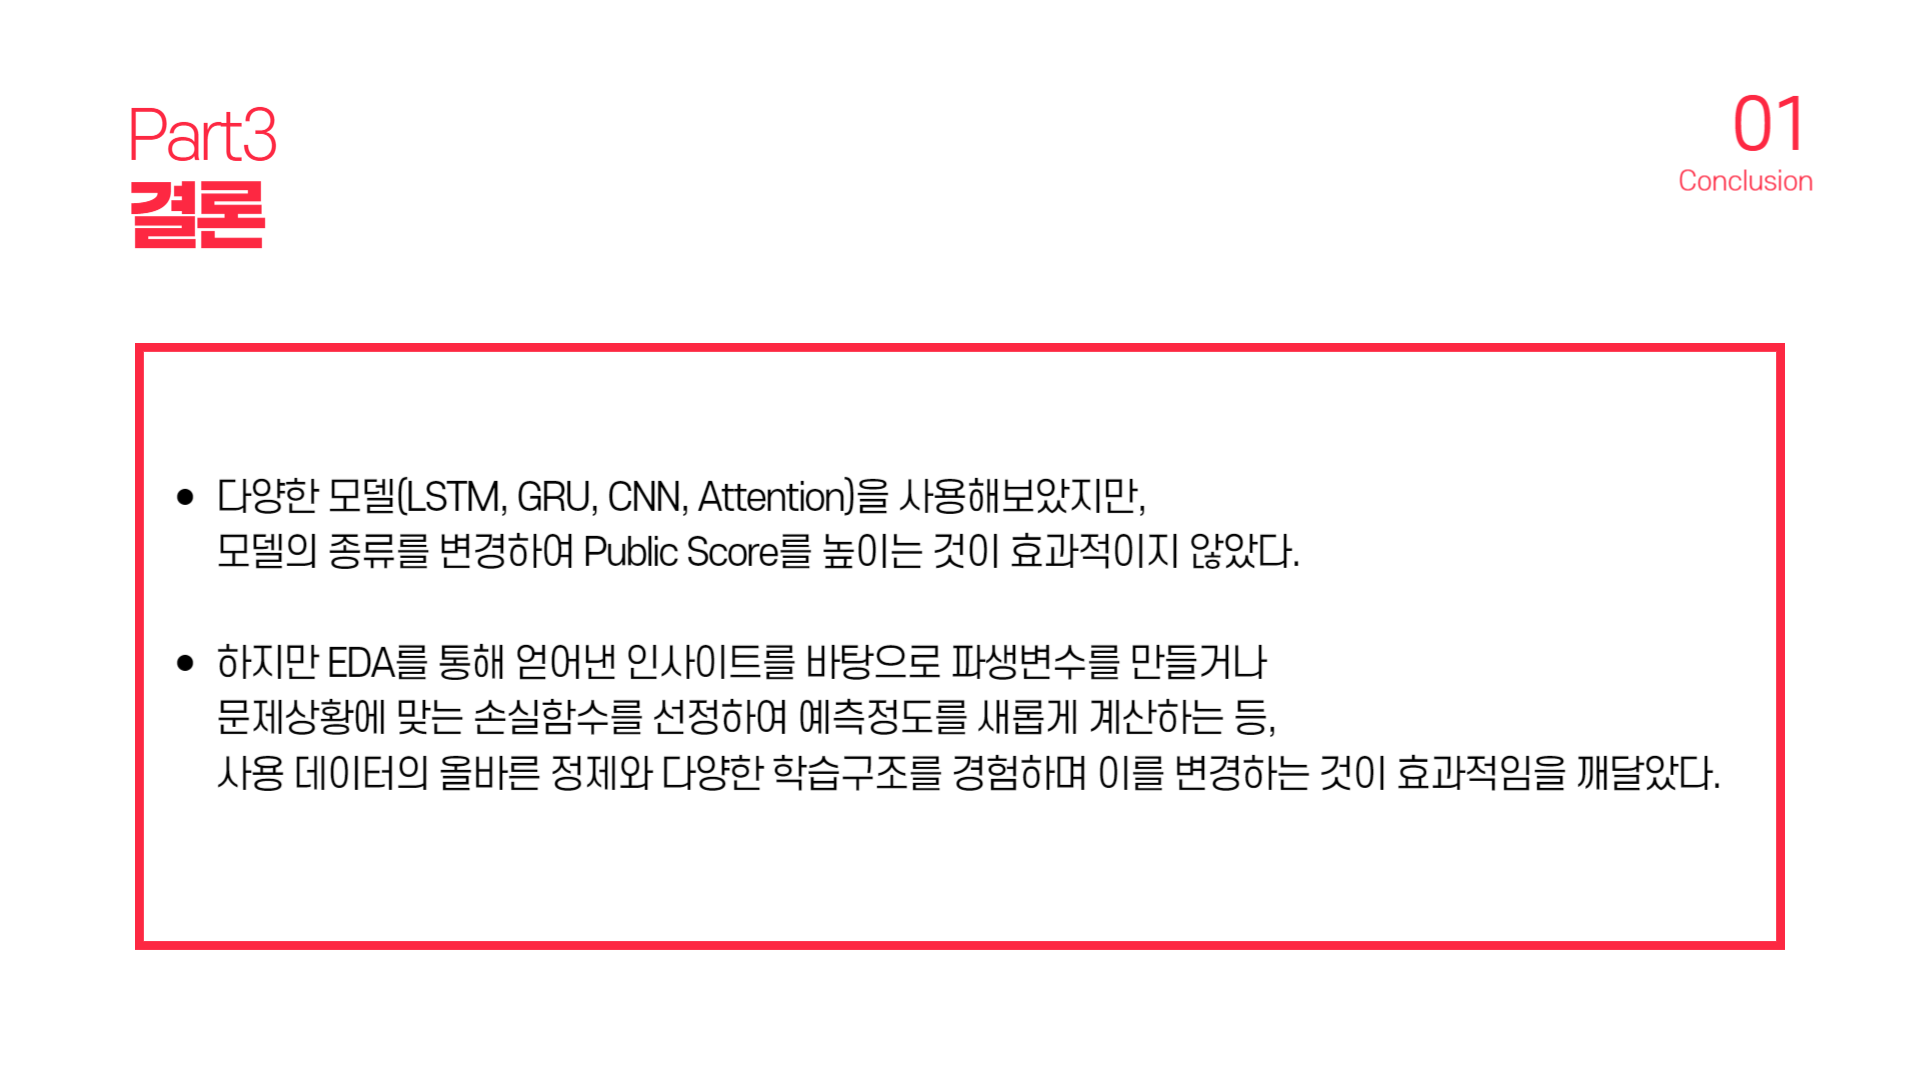 Part3
결론
01
Conclusion
• 다양한 모델(LSTM, GRU, CNN, Attention)을 사용해보았지만,
모델의 종류를 변경하여 Public Score를 높이는 것이 효과적이지 않았다.
• 하지만 EDA를 통해 얻어낸 인사이트를 바탕으로 파생변수를 만들거나
문제상황에 맞는 손실함수를 선정하여 예측정도를 새롭게 계산하는 등,
사용 데이터의 올바른 정제와 다양한 학습구조를 경험하며 이를 변경하는 것이 효과적임을 깨달았다.